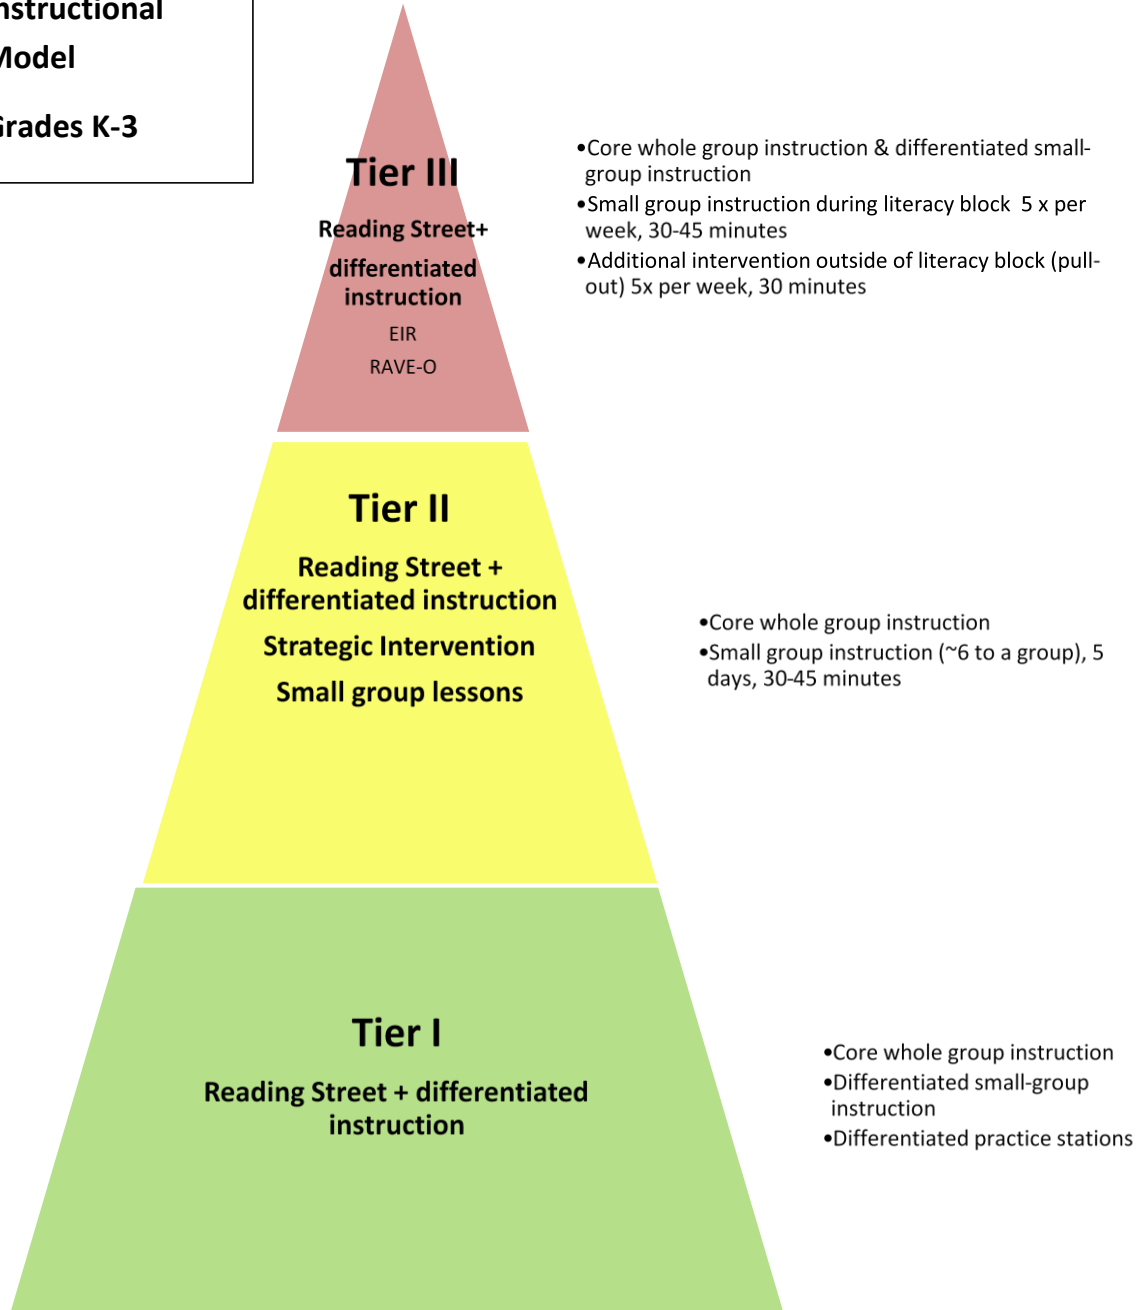 nstructional
Model
Grades K-3
Tier III
Reading Street+
differentiated
instruction
EIR
RAVE-O
•Core whole group instruction & differentiated small-
group instruction
•Small group instruction during literacy block  5 x per
week, 30-45 minutes
•Additional intervention outside of literacy block (pull-
out) 5x per week, 30 minutes
Tier II
Reading Street +
differentiated instruction
Strategic Intervention
Small group lessons
•Core whole group instruction
•Small group instruction (~6 to a group), 5
days, 30-45 minutes
Tier I
Reading Street + differentiated
instruction
•Core whole group instruction
•Differentiated small-group
instruction
•Differentiated practice stations